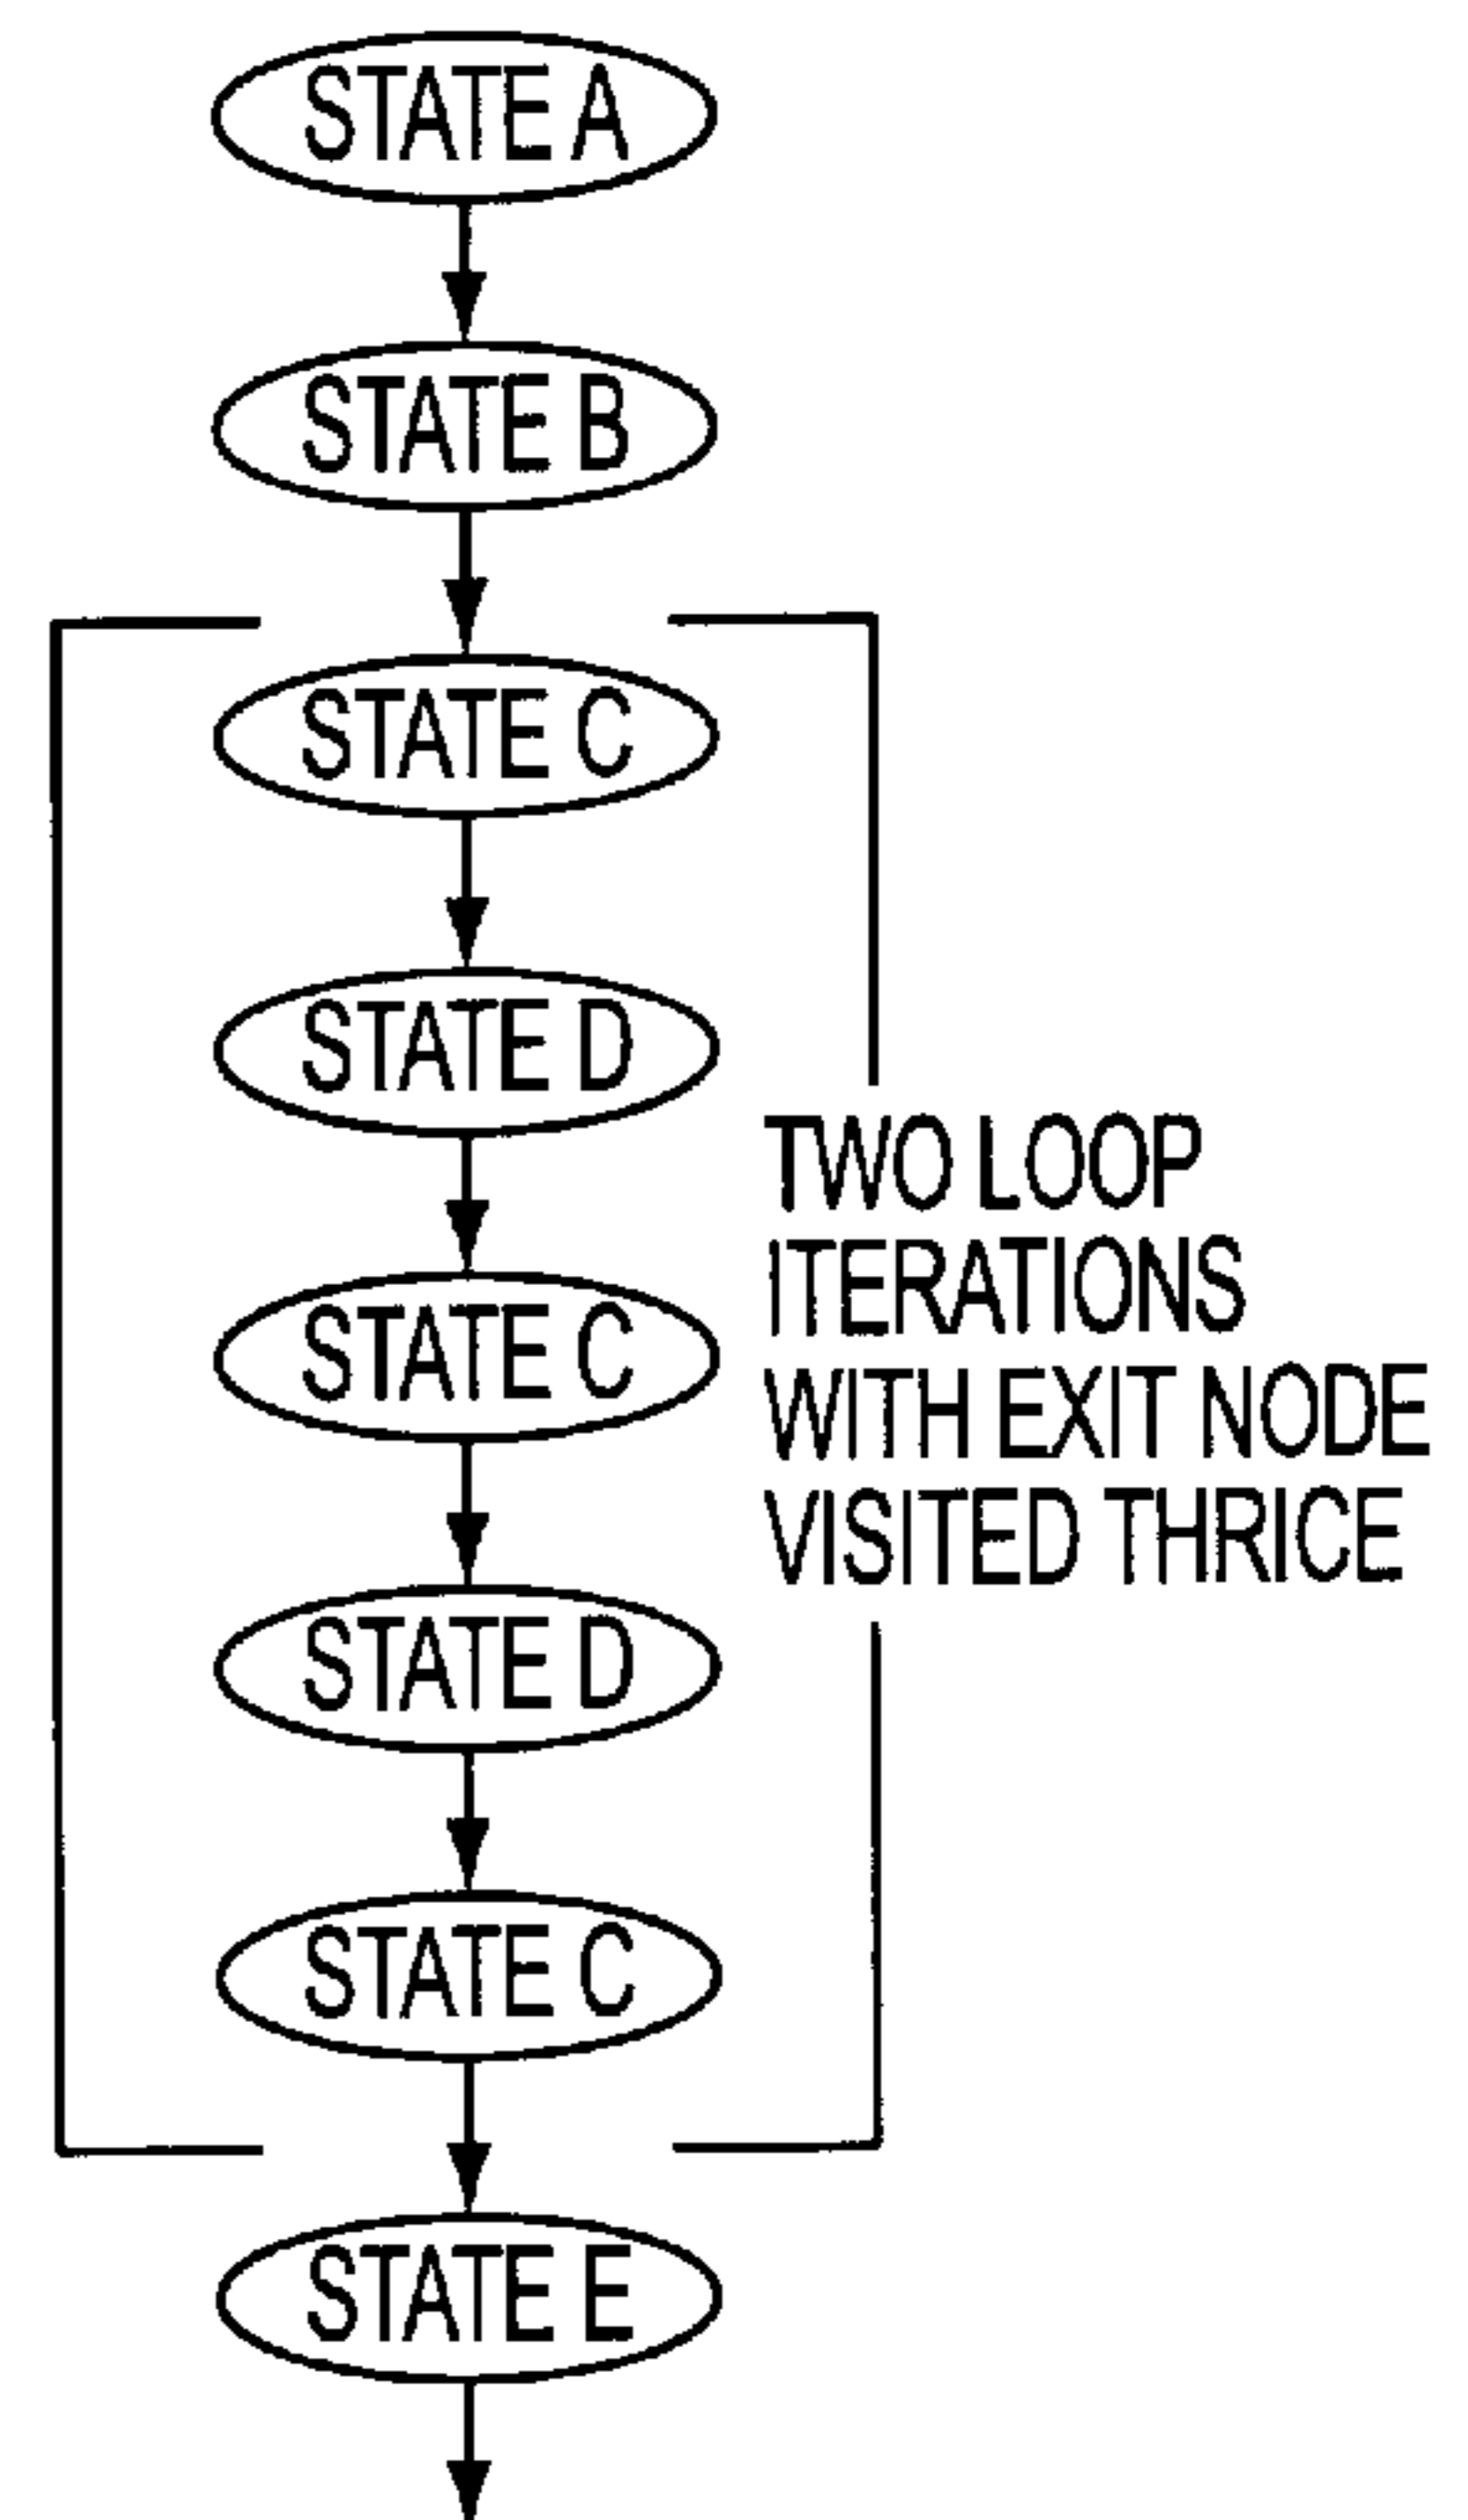 STATE A
STATE B
STATE C
STATE D
STATE C
STATE D
STATE C
STATE E
TWO LOOP
ITERATIONS
WITH EXIT NODE
VISITED THRICE